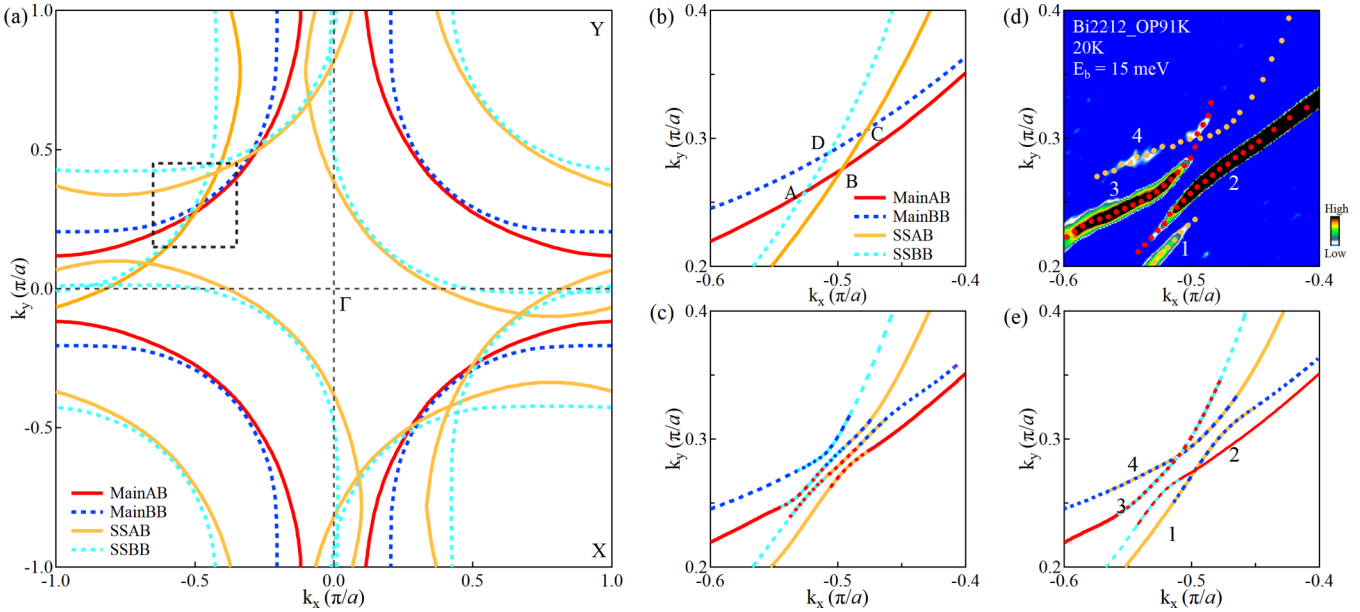 (a)
1.0
0.5
0.0
-0.5
-1.0
k_y (π/a)
Y
Γ
X
MainAB
MainBB
SSAB
SSBB
-1.0 -0.5 0.0 0.5 1.0
k_x (π/a)
(b)
0.4
0.3
0.2
k_y (π/a)
D
C
A
B
MainAB
MainBB
SSAB
SSBB
-0.6 -0.5 -0.4
k_x (π/a)
(c)
0.4
0.3
0.2
k_y (π/a)
-0.6 -0.5 -0.4
k_x (π/a)
(d)
0.4
0.3
0.2
k_y (π/a)
Bi2212_OP91K
20K
E_b = 15 meV
4
3
2
1
High
Low
-0.6 -0.5 -0.4
k_x (π/a)
(e)
0.4
0.3
0.2
k_y (π/a)
4
2
3
1
-0.6 -0.5 -0.4
k_x (π/a)